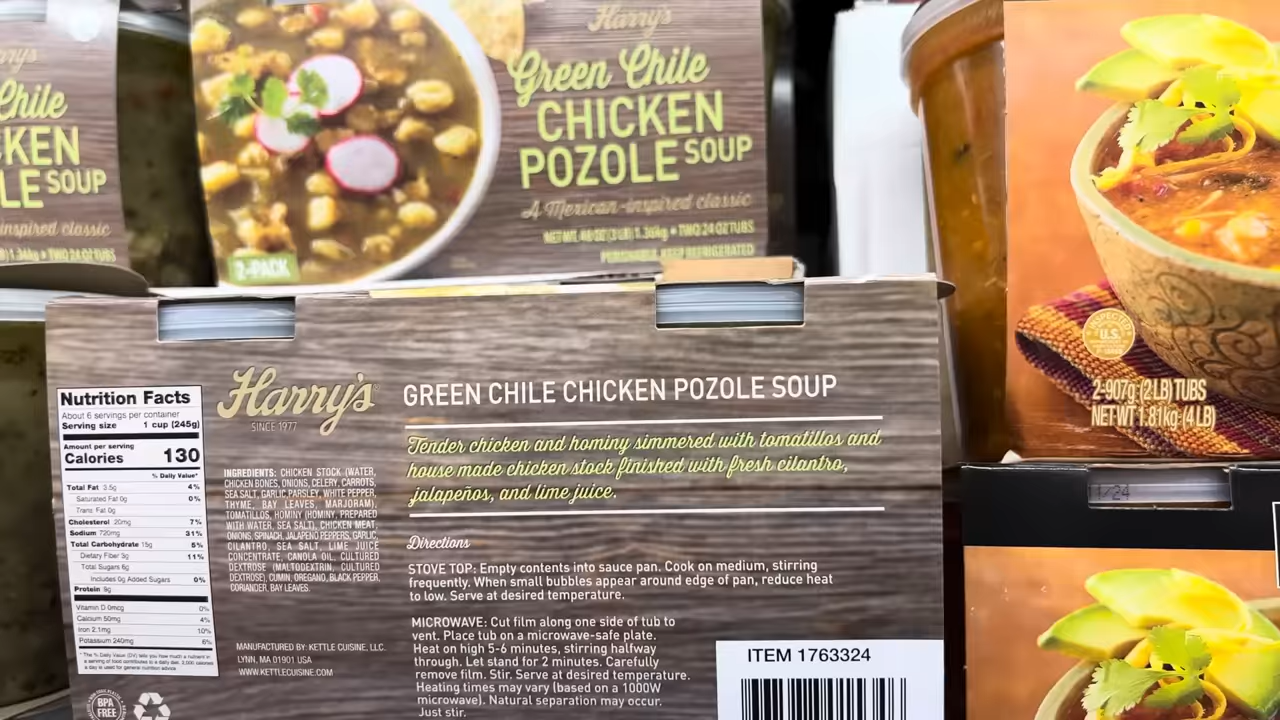 Harry's
Green Chile
CHICKEN
POZOLE SOUP
A Mexican-inspired classic
NET WT. 48 OZ (3 LB) 1.36kg • TWO 24 OZ TUBS
PERISHABLE. KEEP REFRIGERATED
2-PACK
Chile
KEN
LE SOUP
inspired classic
1.36kg • TWO 24 OZ TUBS
INSPECTED
U.S.
2-907g (2 LB) TUBS
NET WT 1.81kg (4 LB)
1/24
Nutrition Facts
About 6 servings per container
Serving size 1 cup (245g)
Amount per serving
Calories 130
% Daily Value*
Total Fat 3.5g 4%
Saturated Fat 0g 0%
Trans Fat 0g
Cholesterol 20mg 7%
Sodium 720mg 31%
Total Carbohydrate 15g 5%
Dietary Fiber 3g 11%
Total Sugars 6g
Includes 0g Added Sugars 0%
Protein 9g
Vitamin D 0mcg 0%
Calcium 50mg 4%
Iron 2.1mg 10%
Potassium 240mg 6%
* The % Daily Value (DV) tells you how much a nutrient in
a serving of food contributes to a daily diet. 2,000 calories
a day is used for general nutrition advice.
BPA
FREE
Harry's
SINCE 1977
INGREDIENTS: CHICKEN STOCK (WATER,
CHICKEN BONES, ONIONS, CELERY, CARROTS,
SEA SALT, GARLIC, PARSLEY, WHITE PEPPER,
THYME, BAY LEAVES, MARJORAM),
TOMATILLOS, HOMINY (HOMINY, PREPARED
WITH WATER, SEA SALT), CHICKEN MEAT,
ONIONS, SPINACH, JALAPENO PEPPERS, GARLIC,
CILANTRO, SEA SALT, LIME JUICE
CONCENTRATE, CANOLA OIL, CULTURED
DEXTROSE (MALTODEXTRIN, CULTURED
DEXTROSE), CUMIN, OREGANO, BLACK PEPPER,
CORIANDER, BAY LEAVES.
MANUFACTURED BY: KETTLE CUISINE, LLC.
LYNN, MA 01901 USA
WWW.KETTLECUISINE.COM
GREEN CHILE CHICKEN POZOLE SOUP
Tender chicken and hominy simmered with tomatillos and
house made chicken stock finished with fresh cilantro,
jalapeños, and lime juice.
Directions
STOVE TOP: Empty contents into sauce pan. Cook on medium, stirring
frequently. When small bubbles appear around edge of pan, reduce heat
to low. Serve at desired temperature.
MICROWAVE: Cut film along one side of tub to
vent. Place tub on a microwave-safe plate.
Heat on high 5-6 minutes, stirring halfway
through. Let stand for 2 minutes. Carefully
remove film. Stir. Serve at desired temperature.
Heating times may vary (based on a 1000W
microwave). Natural separation may occur.
Just stir.
ITEM 1763324